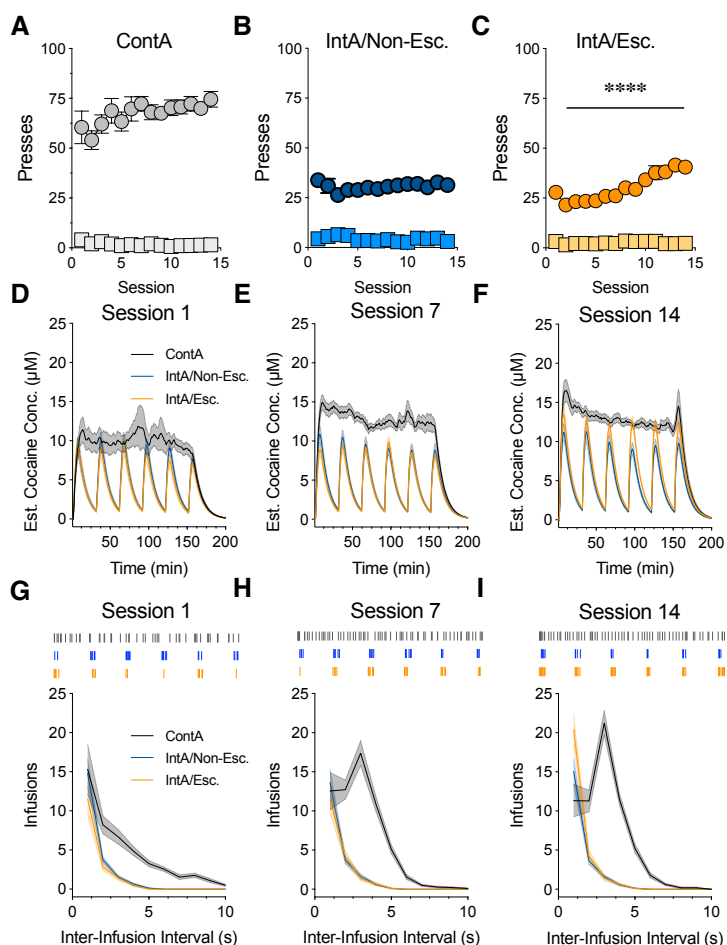 A B C
ContA IntA/Non-Esc. IntA/Esc.
100 100 100
****
75 75 75
Presses Presses Presses
50 50 50
25 25 25
0 0 0
0 5 10 15 0 5 10 15 0 5 10 15
Session Session Session
D E F
Session 1 Session 7 Session 14
25 25 25
ContA
20 20 20
IntA/Non-Esc.
15 15 15
IntA/Esc.
Est. Cocaine Conc. (µM) Est. Cocaine Conc. (µM) Est. Cocaine Conc. (µM)
10 10 10
5 5 5
0 0 0
0 50 100 150 200 0 50 100 150 200 0 50 100 150 200
Time (min) Time (min) Time (min)
G H I
Session 1 Session 7 Session 14
25 25 25
20 20 20
ContA
IntA/Non-Esc.
15 15 15
IntA/Esc.
Infusions Infusions Infusions
10 10 10
5 5 5
0 0 0
0 5 10 0 5 10 0 5 10
Inter-Infusion Interval (s) Inter-Infusion Interval (s) Inter-Infusion Interval (s)